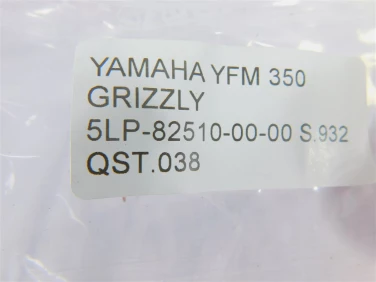 YAMAHA YFM 350
GRIZZLY
5LP-82510-00-00 S.932
QST.038